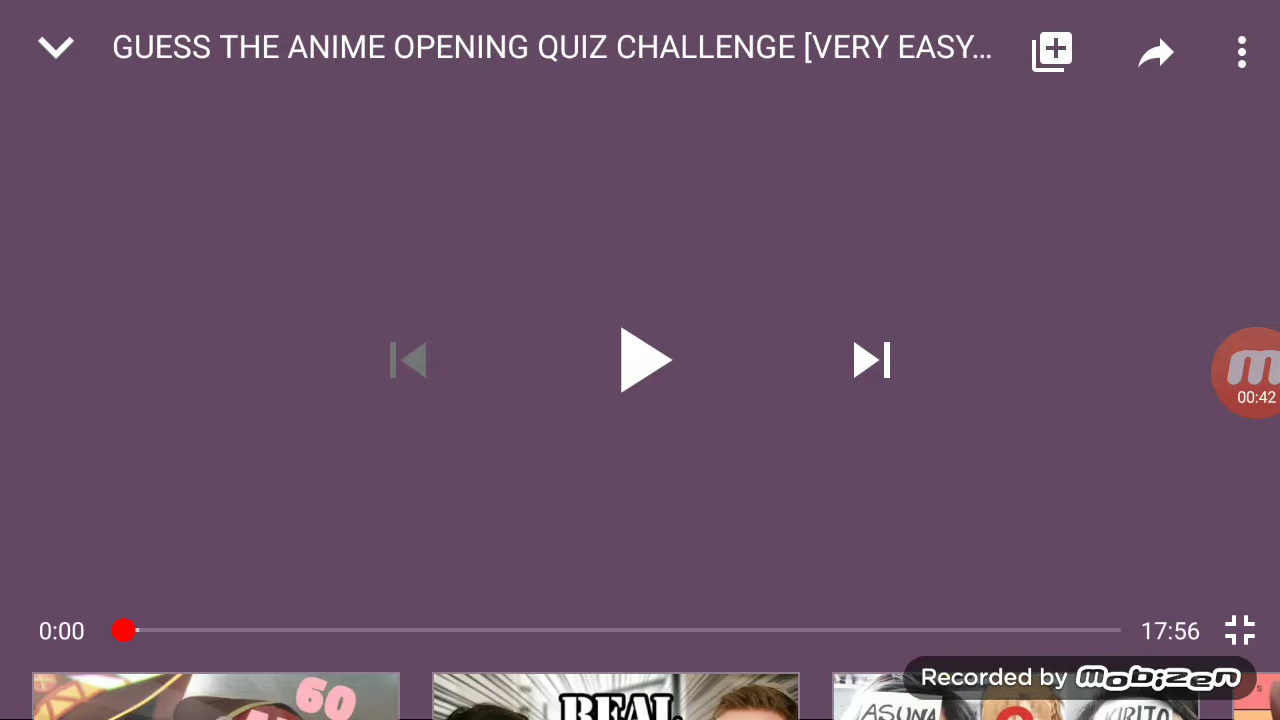 GUESS THE ANIME OPENING QUIZ CHALLENGE [VERY EASY...
00:42
0:00
17:56
Recorded by mobizen
60
REAL
ASUNA
KIRITO